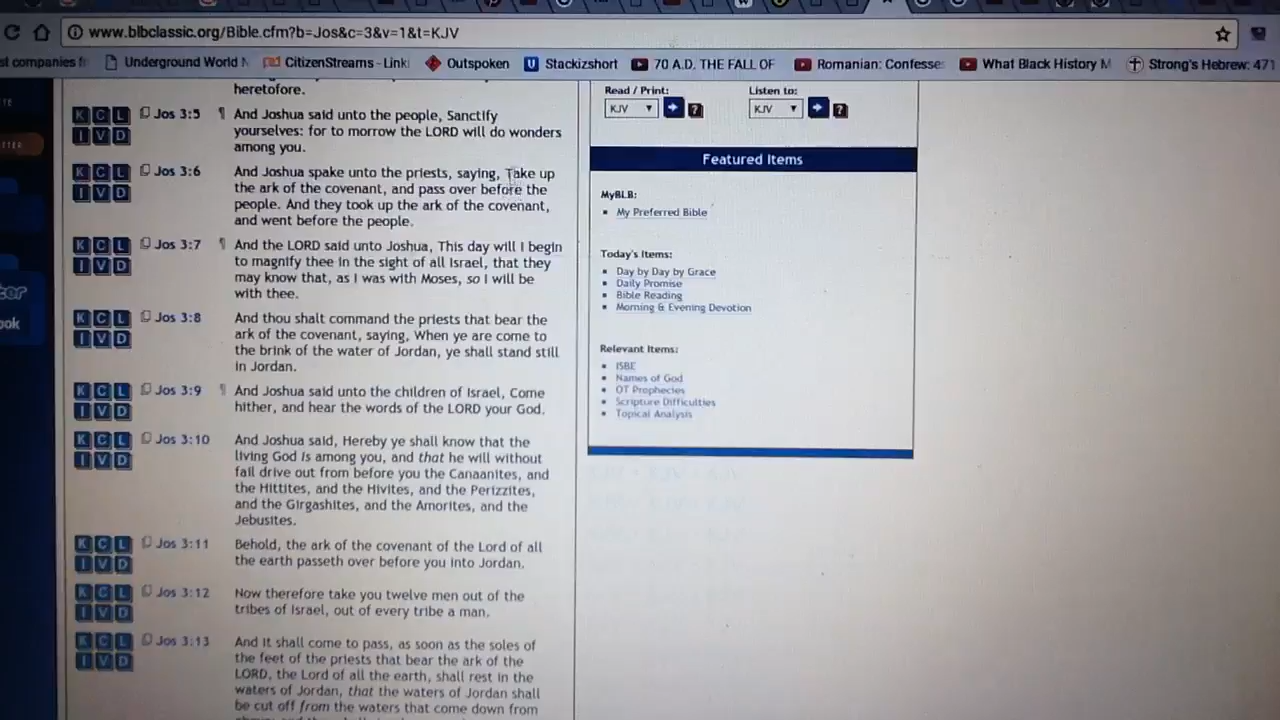 www.blbclassic.org/Bible.cfm?b=Jos&c=3&v=1&t=KJV
st companies f
Underground World N
CitizenStreams - Linki
Outspoken
Stackizshort
70 A.D. THE FALL OF
Romanian: Confesse
What Black History M
Strong's Hebrew: 471
heretofore.
K C L
I V D
Jos 3:5
¶ And Joshua said unto the people, Sanctify
yourselves: for to morrow the LORD will do wonders
among you.
K C L
I V D
Jos 3:6
And Joshua spake unto the priests, saying, Take up
the ark of the covenant, and pass over before the
people. And they took up the ark of the covenant,
and went before the people.
K C L
I V D
Jos 3:7
¶ And the LORD said unto Joshua, This day will I begin
to magnify thee in the sight of all Israel, that they
may know that, as I was with Moses, so I will be
with thee.
K C L
I V D
Jos 3:8
And thou shalt command the priests that bear the
ark of the covenant, saying, When ye are come to
the brink of the water of Jordan, ye shall stand still
in Jordan.
K C L
I V D
Jos 3:9
¶ And Joshua said unto the children of Israel, Come
hither, and hear the words of the LORD your God.
K C L
I V D
Jos 3:10
And Joshua said, Hereby ye shall know that the
living God is among you, and that he will without
fail drive out from before you the Canaanites, and
the Hittites, and the Hivites, and the Perizzites,
and the Girgashites, and the Amorites, and the
Jebusites.
K C L
I V D
Jos 3:11
Behold, the ark of the covenant of the Lord of all
the earth passeth over before you into Jordan.
K C L
I V D
Jos 3:12
Now therefore take you twelve men out of the
tribes of Israel, out of every tribe a man.
K C L
I V D
Jos 3:13
And it shall come to pass, as soon as the soles of
the feet of the priests that bear the ark of the
LORD, the Lord of all the earth, shall rest in the
waters of Jordan, that the waters of Jordan shall
be cut off from the waters that come down from
Read / Print:
KJV
?
Listen to:
KJV
?
Featured Items
MyBLB:
My Preferred Bible
Today's Items:
Day by Day by Grace
Daily Promise
Bible Reading
Morning & Evening Devotion
Relevant Items:
ISBE
Names of God
OT Prophecies
Scripture Difficulties
Topical Analysis
ook